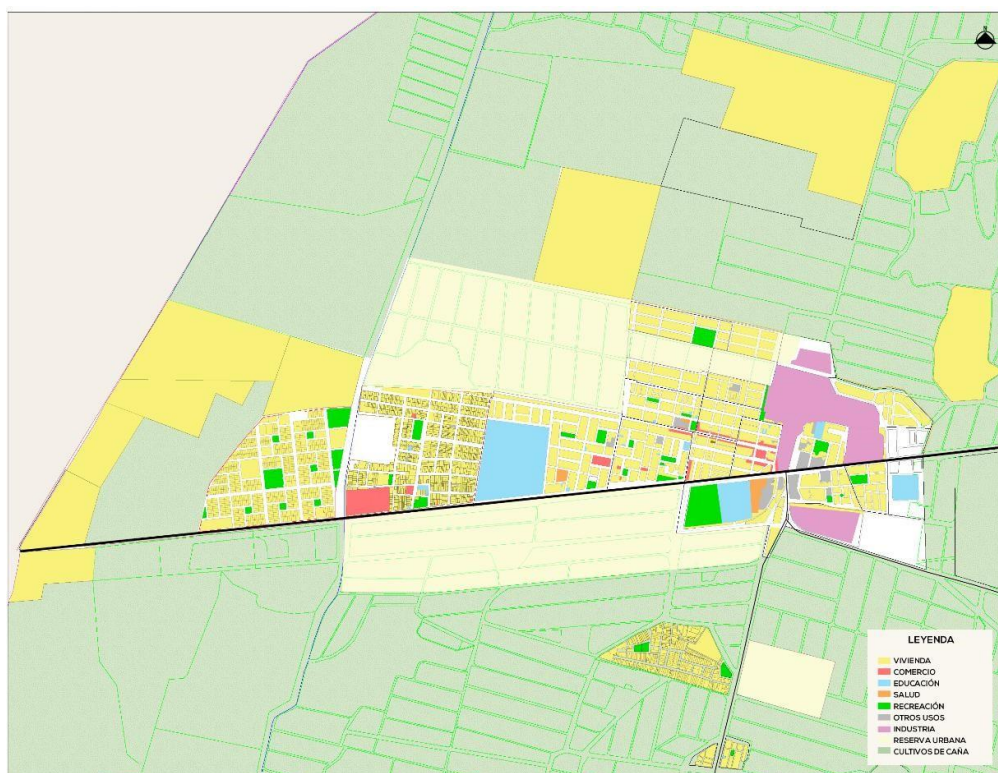 N
LEYENDA
VIVIENDA
COMERCIO
EDUCACIÓN
SALUD
RECREACIÓN
OTROS USOS
INDUSTRIA
RESERVA URBANA
CULTIVOS DE CAÑA